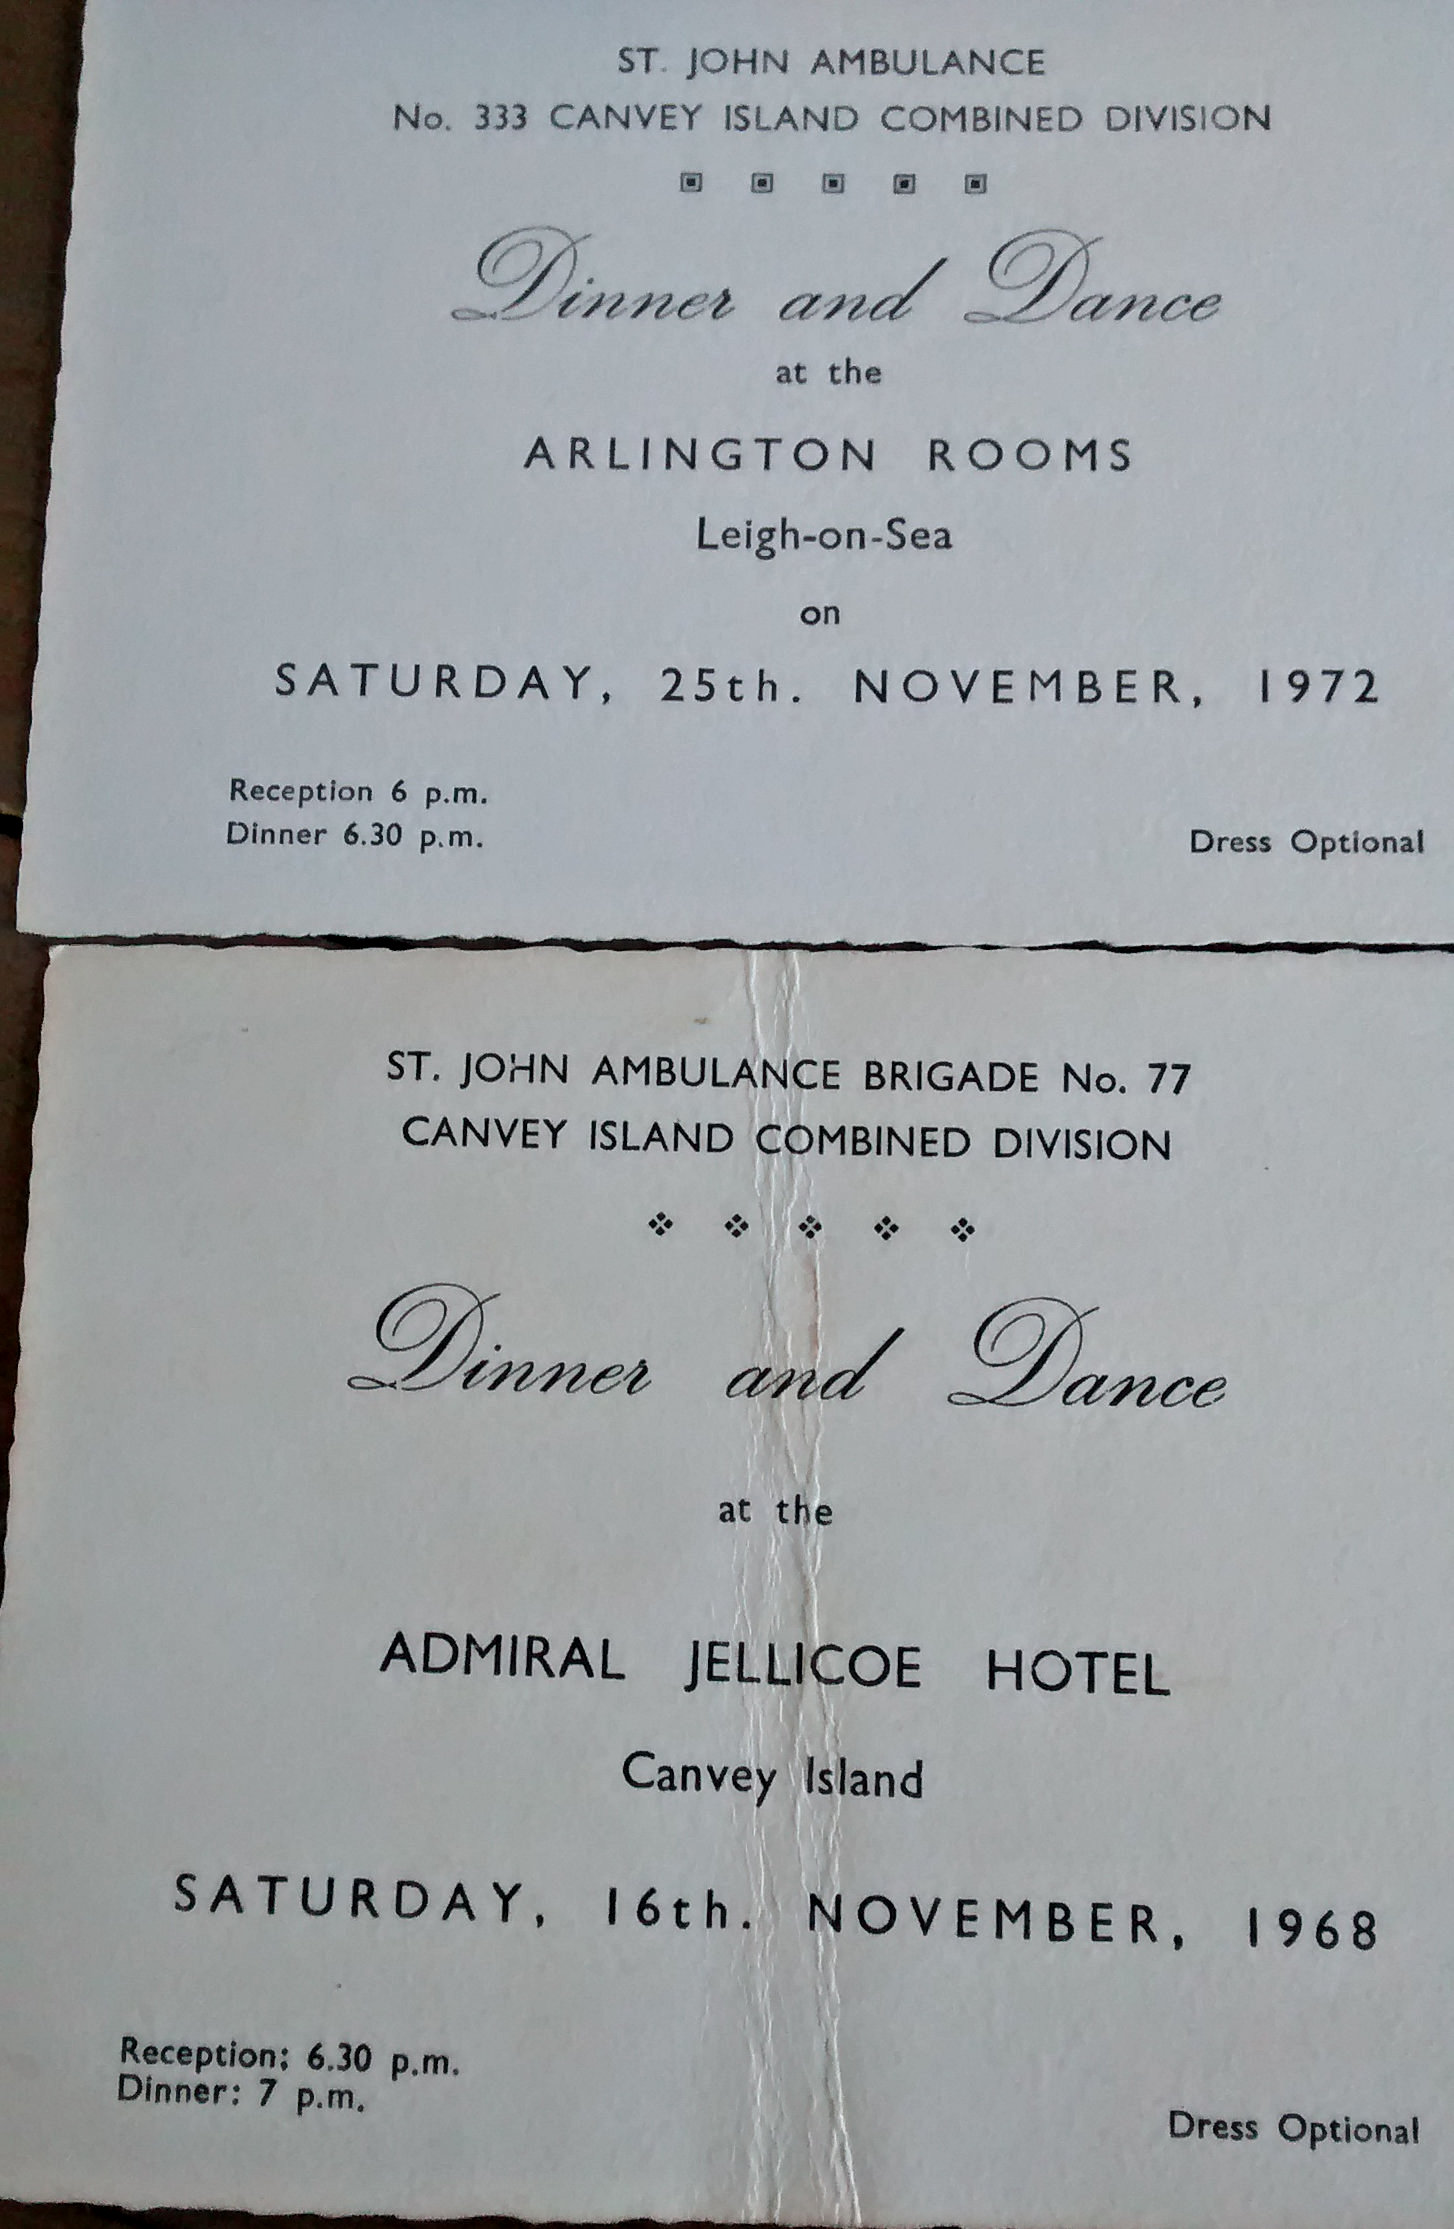 ST. JOHN AMBULANCE
No. 333 CANVEY ISLAND COMBINED DIVISION
Dinner and Dance
at the
ARLINGTON ROOMS
Leigh-on-Sea
on
SATURDAY, 25th. NOVEMBER, 1972
Reception 6 p.m.
Dinner 6.30 p.m.
Dress Optional
ST. JOHN AMBULANCE BRIGADE No. 77
CANVEY ISLAND COMBINED DIVISION
Dinner and Dance
at the
ADMIRAL JELLICOE HOTEL
Canvey Island
SATURDAY, 16th. NOVEMBER, 1968
Reception: 6.30 p.m.
Dinner: 7 p.m.
Dress Optional